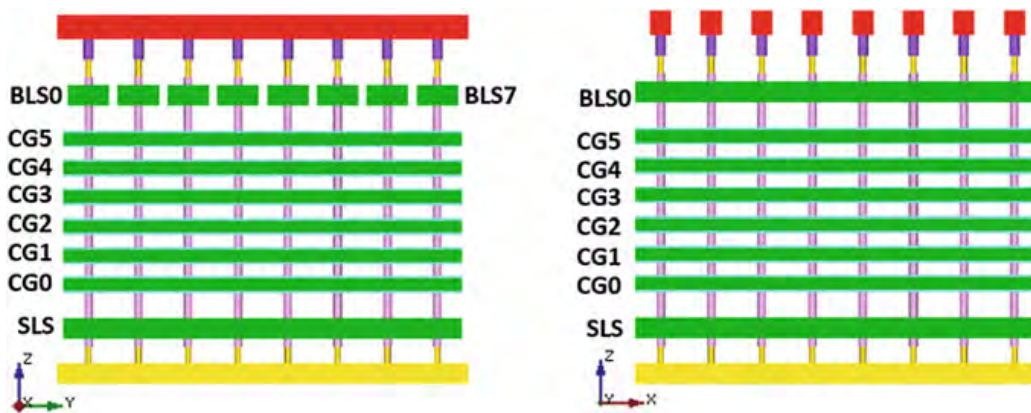 BLS0 BLS7
CG5
CG4
CG3
CG2
CG1
CG0
SLS
Z
X Y
BLS0
CG5
CG4
CG3
CG2
CG1
CG0
SLS
Z
Y X